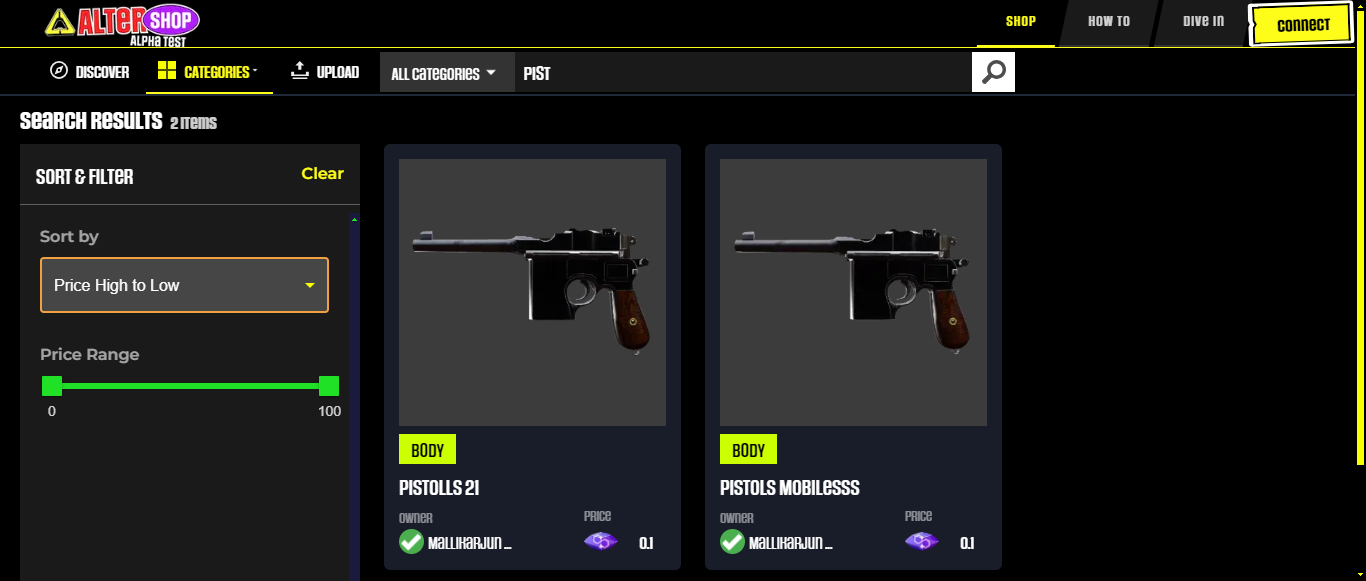 ALTER SHOP
ALPHA TEST
SHOP
HOW TO
DIVE IN
CONNECT
DISCOVER
CATEGORIES
UPLOAD
ALL CATEGORIES
PIST
SEARCH RESULTS 2 ITEMS
SORT & FILTER
Clear
Sort by
Price High to Low
Price Range
0
100
BODY
PISTOLLS 21
OWNER
PRICE
MALLIKARJUN ...
0.1
BODY
PISTOLS MOBILESSS
OWNER
PRICE
MALLIKARJUN ...
0.1